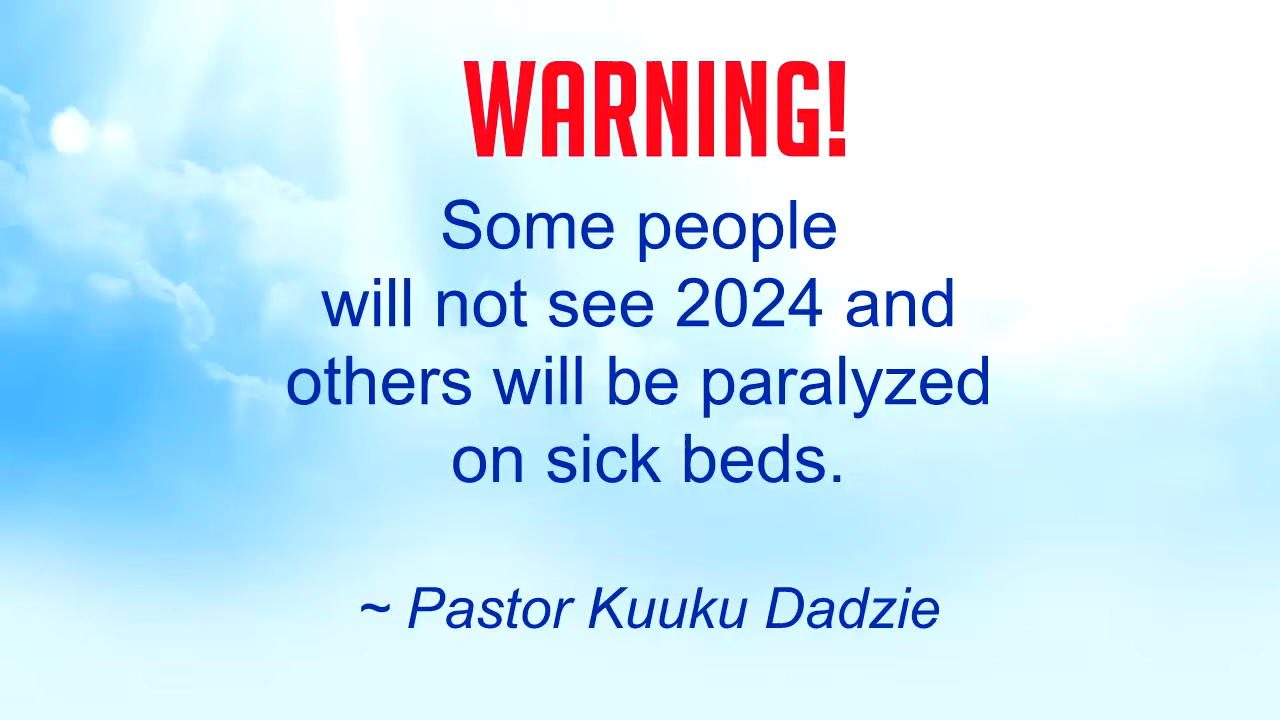 WARNING!
Some people
will not see 2024 and
others will be paralyzed
on sick beds.
~ Pastor Kuuku Dadzie